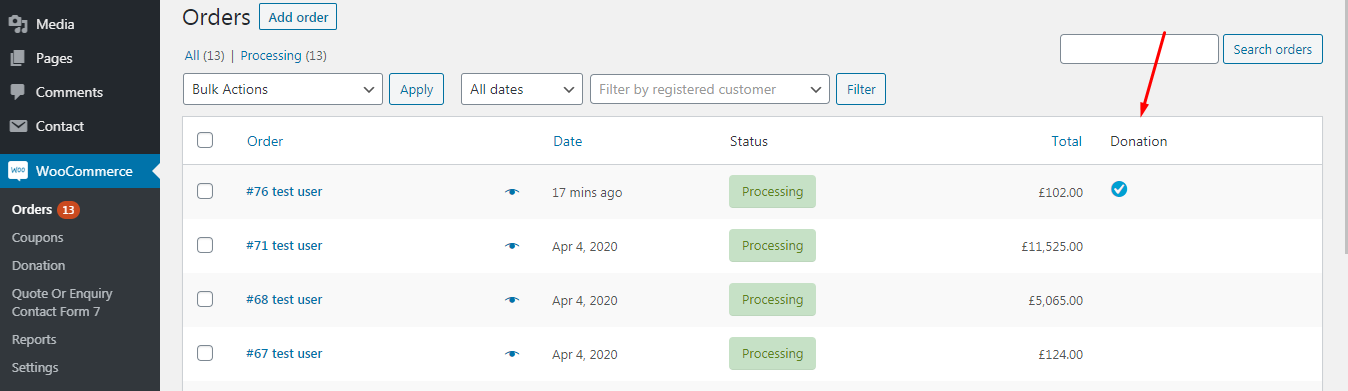 Media
Pages
Comments
Contact
WOO WooCommerce
Orders 13
Coupons
Donation
Quote Or Enquiry
Contact Form 7
Reports
Settings
Orders Add order
All (13) | Processing (13)
Search orders
Bulk Actions Apply All dates Filter by registered customer Filter
Order Date Status Total Donation
#76 test user 17 mins ago Processing £102.00
#71 test user Apr 4, 2020 Processing £11,525.00
#68 test user Apr 4, 2020 Processing £5,065.00
#67 test user Apr 4, 2020 Processing £124.00